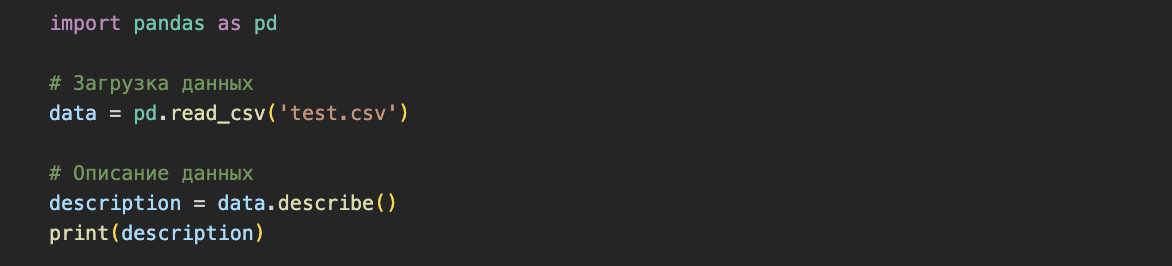 import pandas as pd
# Загрузка данных
data = pd.read_csv('test.csv')
# Описание данных
description = data.describe()
print(description)